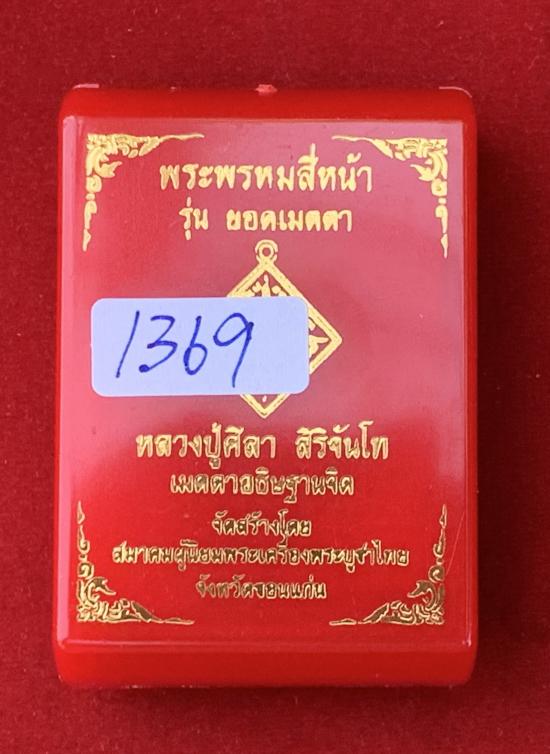 พระพรหมสี่หน้า
รุ่น ยอดเมตตา
1369
หลวงปู่ศิลา สิริจันโท
เมตตาอธิษฐานจิต
จัดสร้างโดย
สมาคมผู้นิยมพระเครื่องพระบูชาไทย
จังหวัดขอนแก่น